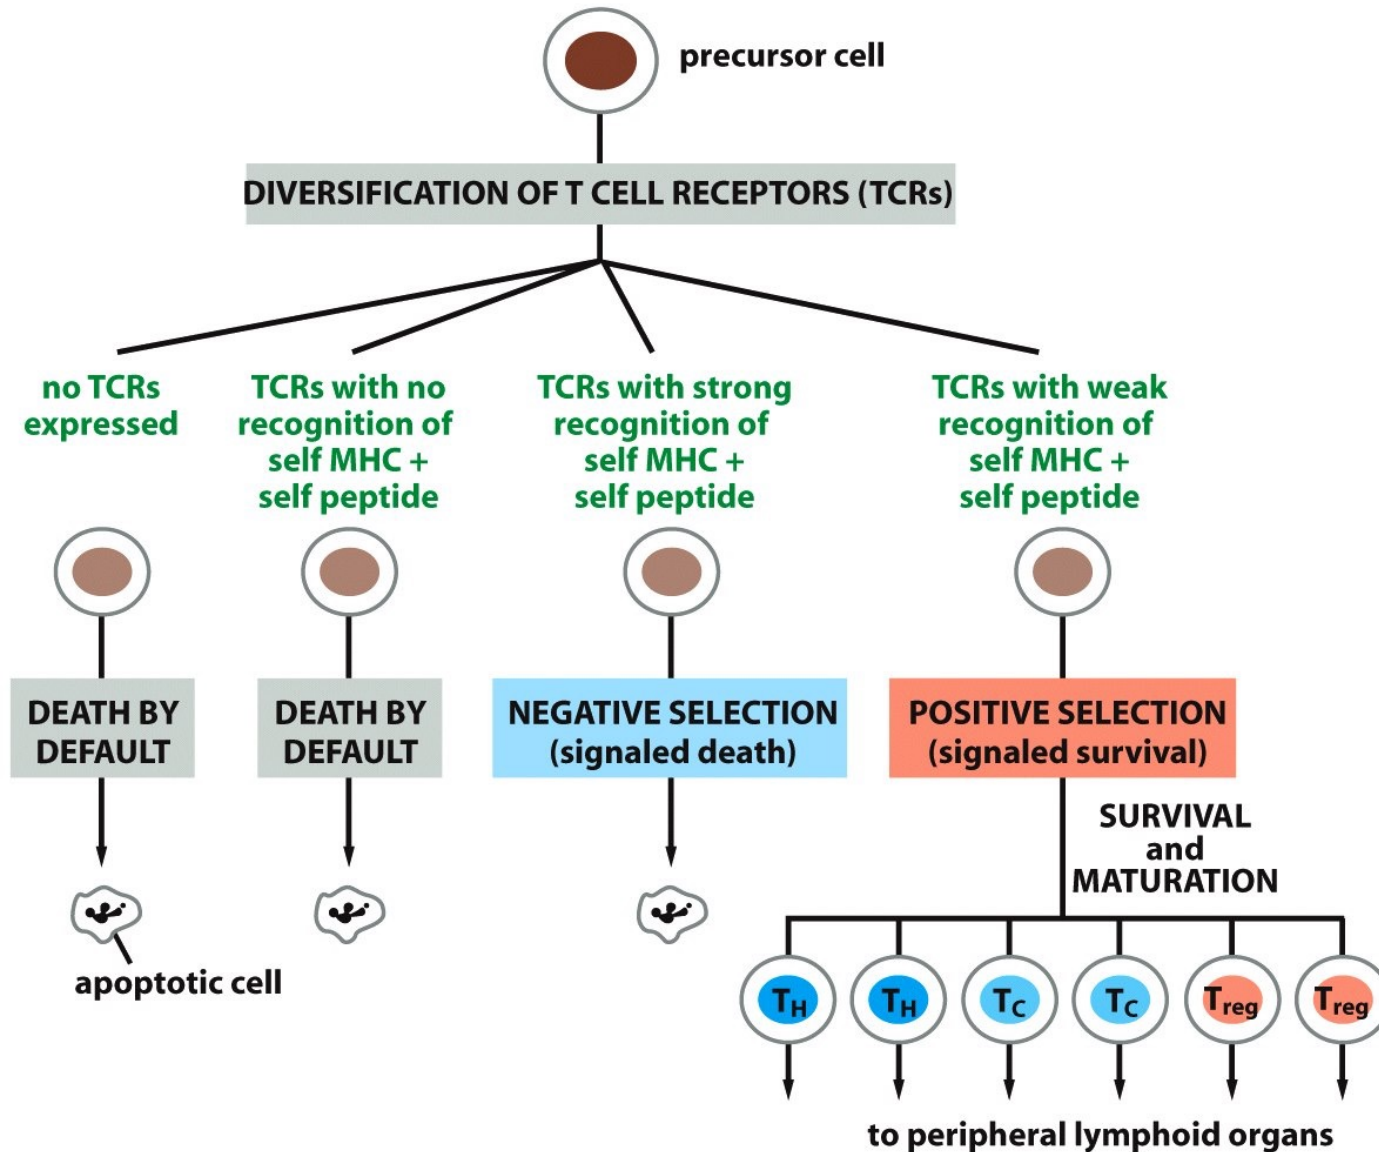 precursor cell
DIVERSIFICATION OF T CELL RECEPTORS (TCRs)
no TCRs
expressed
TCRs with no
recognition of
self MHC +
self peptide
TCRs with strong
recognition of
self MHC +
self peptide
TCRs with weak
recognition of
self MHC +
self peptide
DEATH BY
DEFAULT
DEATH BY
DEFAULT
NEGATIVE SELECTION
(signaled death)
POSITIVE SELECTION
(signaled survival)
SURVIVAL
and
MATURATION
apoptotic cell
TH TH TC TC Treg Treg
to peripheral lymphoid organs